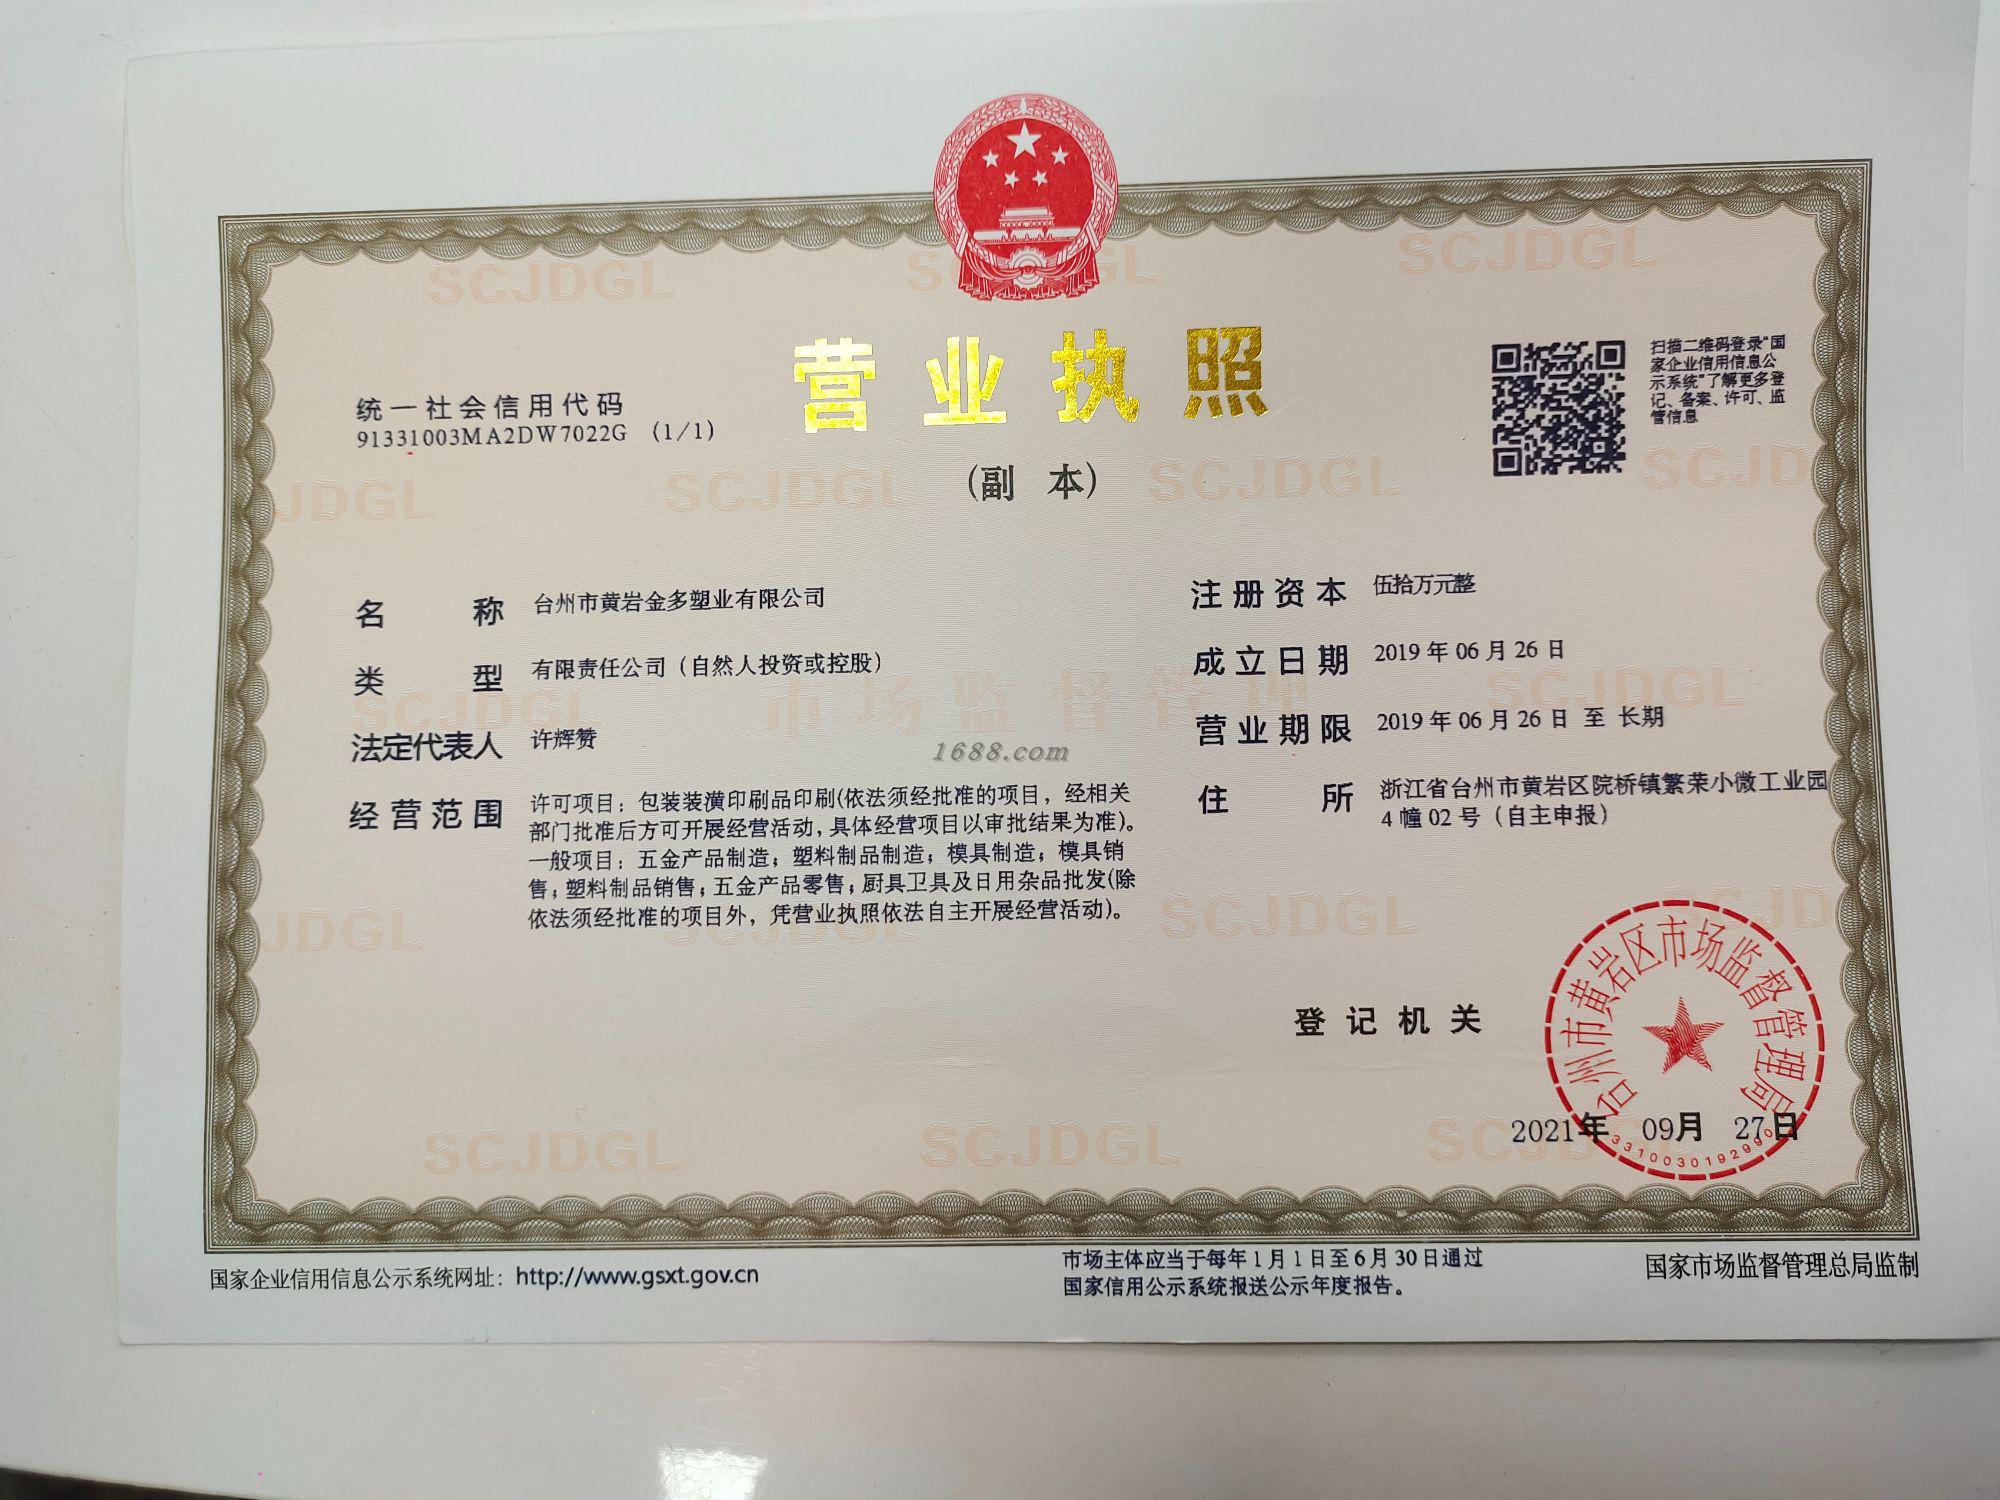 营业执照
(副 本)
统一社会信用代码
91331003MA2DW7022G (1/1)
扫描二维码登录“国
家企业信用信息公
示系统”了解更多登
记、备案、许可、监
管信息
名 称 台州市黄岩金多塑业有限公司
类 型 有限责任公司（自然人投资或控股）
法定代表人 许辉赞
经营范围 许可项目：包装装潢印刷品印刷(依法须经批准的项目，经相关
部门批准后方可开展经营活动,具体经营项目以审批结果为准)。
一般项目：五金产品制造；塑料制品制造；模具制造；模具销
售；塑料制品销售；五金产品零售；厨具卫具及日用杂品批发(除
依法须经批准的项目外，凭营业执照依法自主开展经营活动)。
注册资本 伍拾万元整
成立日期 2019 年 06 月 26 日
营业期限 2019 年 06 月 26 日 至 长期
住 所 浙江省台州市黄岩区院桥镇繁荣小微工业园
4 幢 02 号（自主申报）
1688.com
市场监督管理
SCJDGL
登记机关
台州市黄岩区市场监督管理局
2021年 09月 27日
3310030192990
国家企业信用信息公示系统网址：http://www.gsxt.gov.cn
市场主体应当于每年1月1日至6月30日通过
国家信用公示系统报送公示年度报告。
国家市场监督管理总局监制